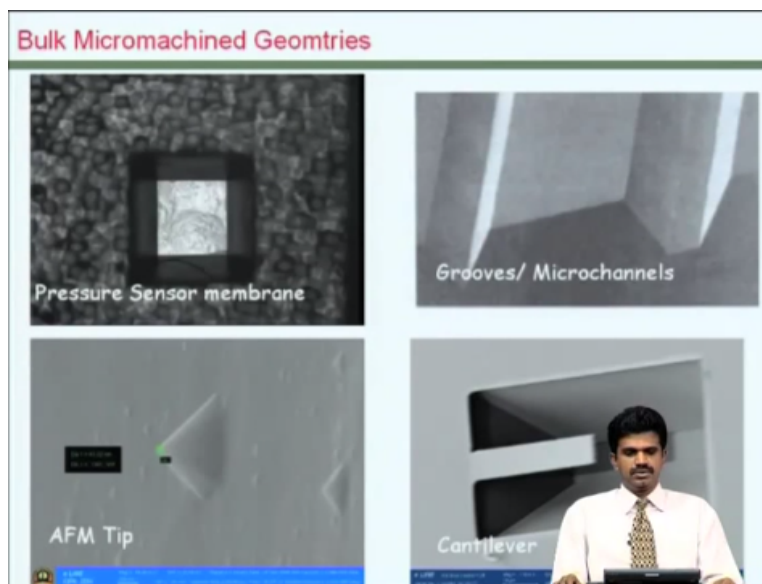 Bulk Micromachined Geomtries
Pressure Sensor membrane
Grooves/ Microchannels
AFM Tip
Cantilever